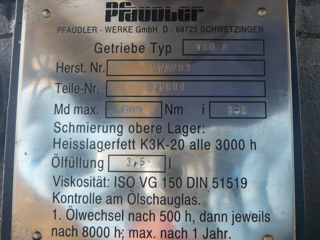 Pfaudler
PFAUDLER - WERKE GMBH D - 68723 SCHWETZINGEN
Getriebe Typ
Herst. Nr.
Teile-Nr.
Md max. Nm i
Schmierung obere Lager:
Heisslagerfett K3K-20 alle 3000 h
Ölfüllung 3,5 l
Viskosität: ISO VG 150 DIN 51519
Kontrolle am Ölschauglas.
1. Ölwechsel nach 500 h, dann jeweils
nach 8000 h; max. nach 1 Jahr.